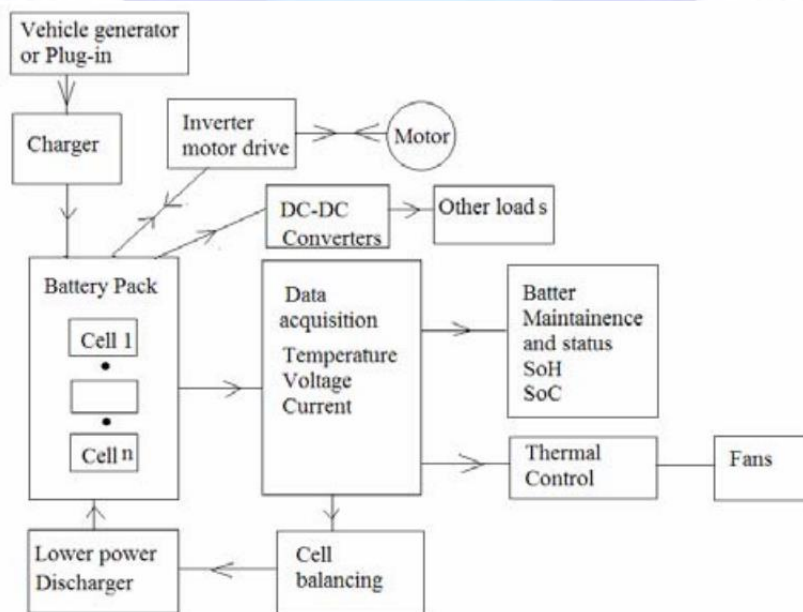 Vehicle generator
or Plug-in
Charger
Inverter
motor drive
Motor
DC-DC
Converters
Other load s
Battery Pack
Cell 1
Cell n
Data
acquisition
Temperature
Voltage
Current
Batter
Maintainence
and status
SoH
SoC
Thermal
Control
Fans
Lower power
Discharger
Cell
balancing